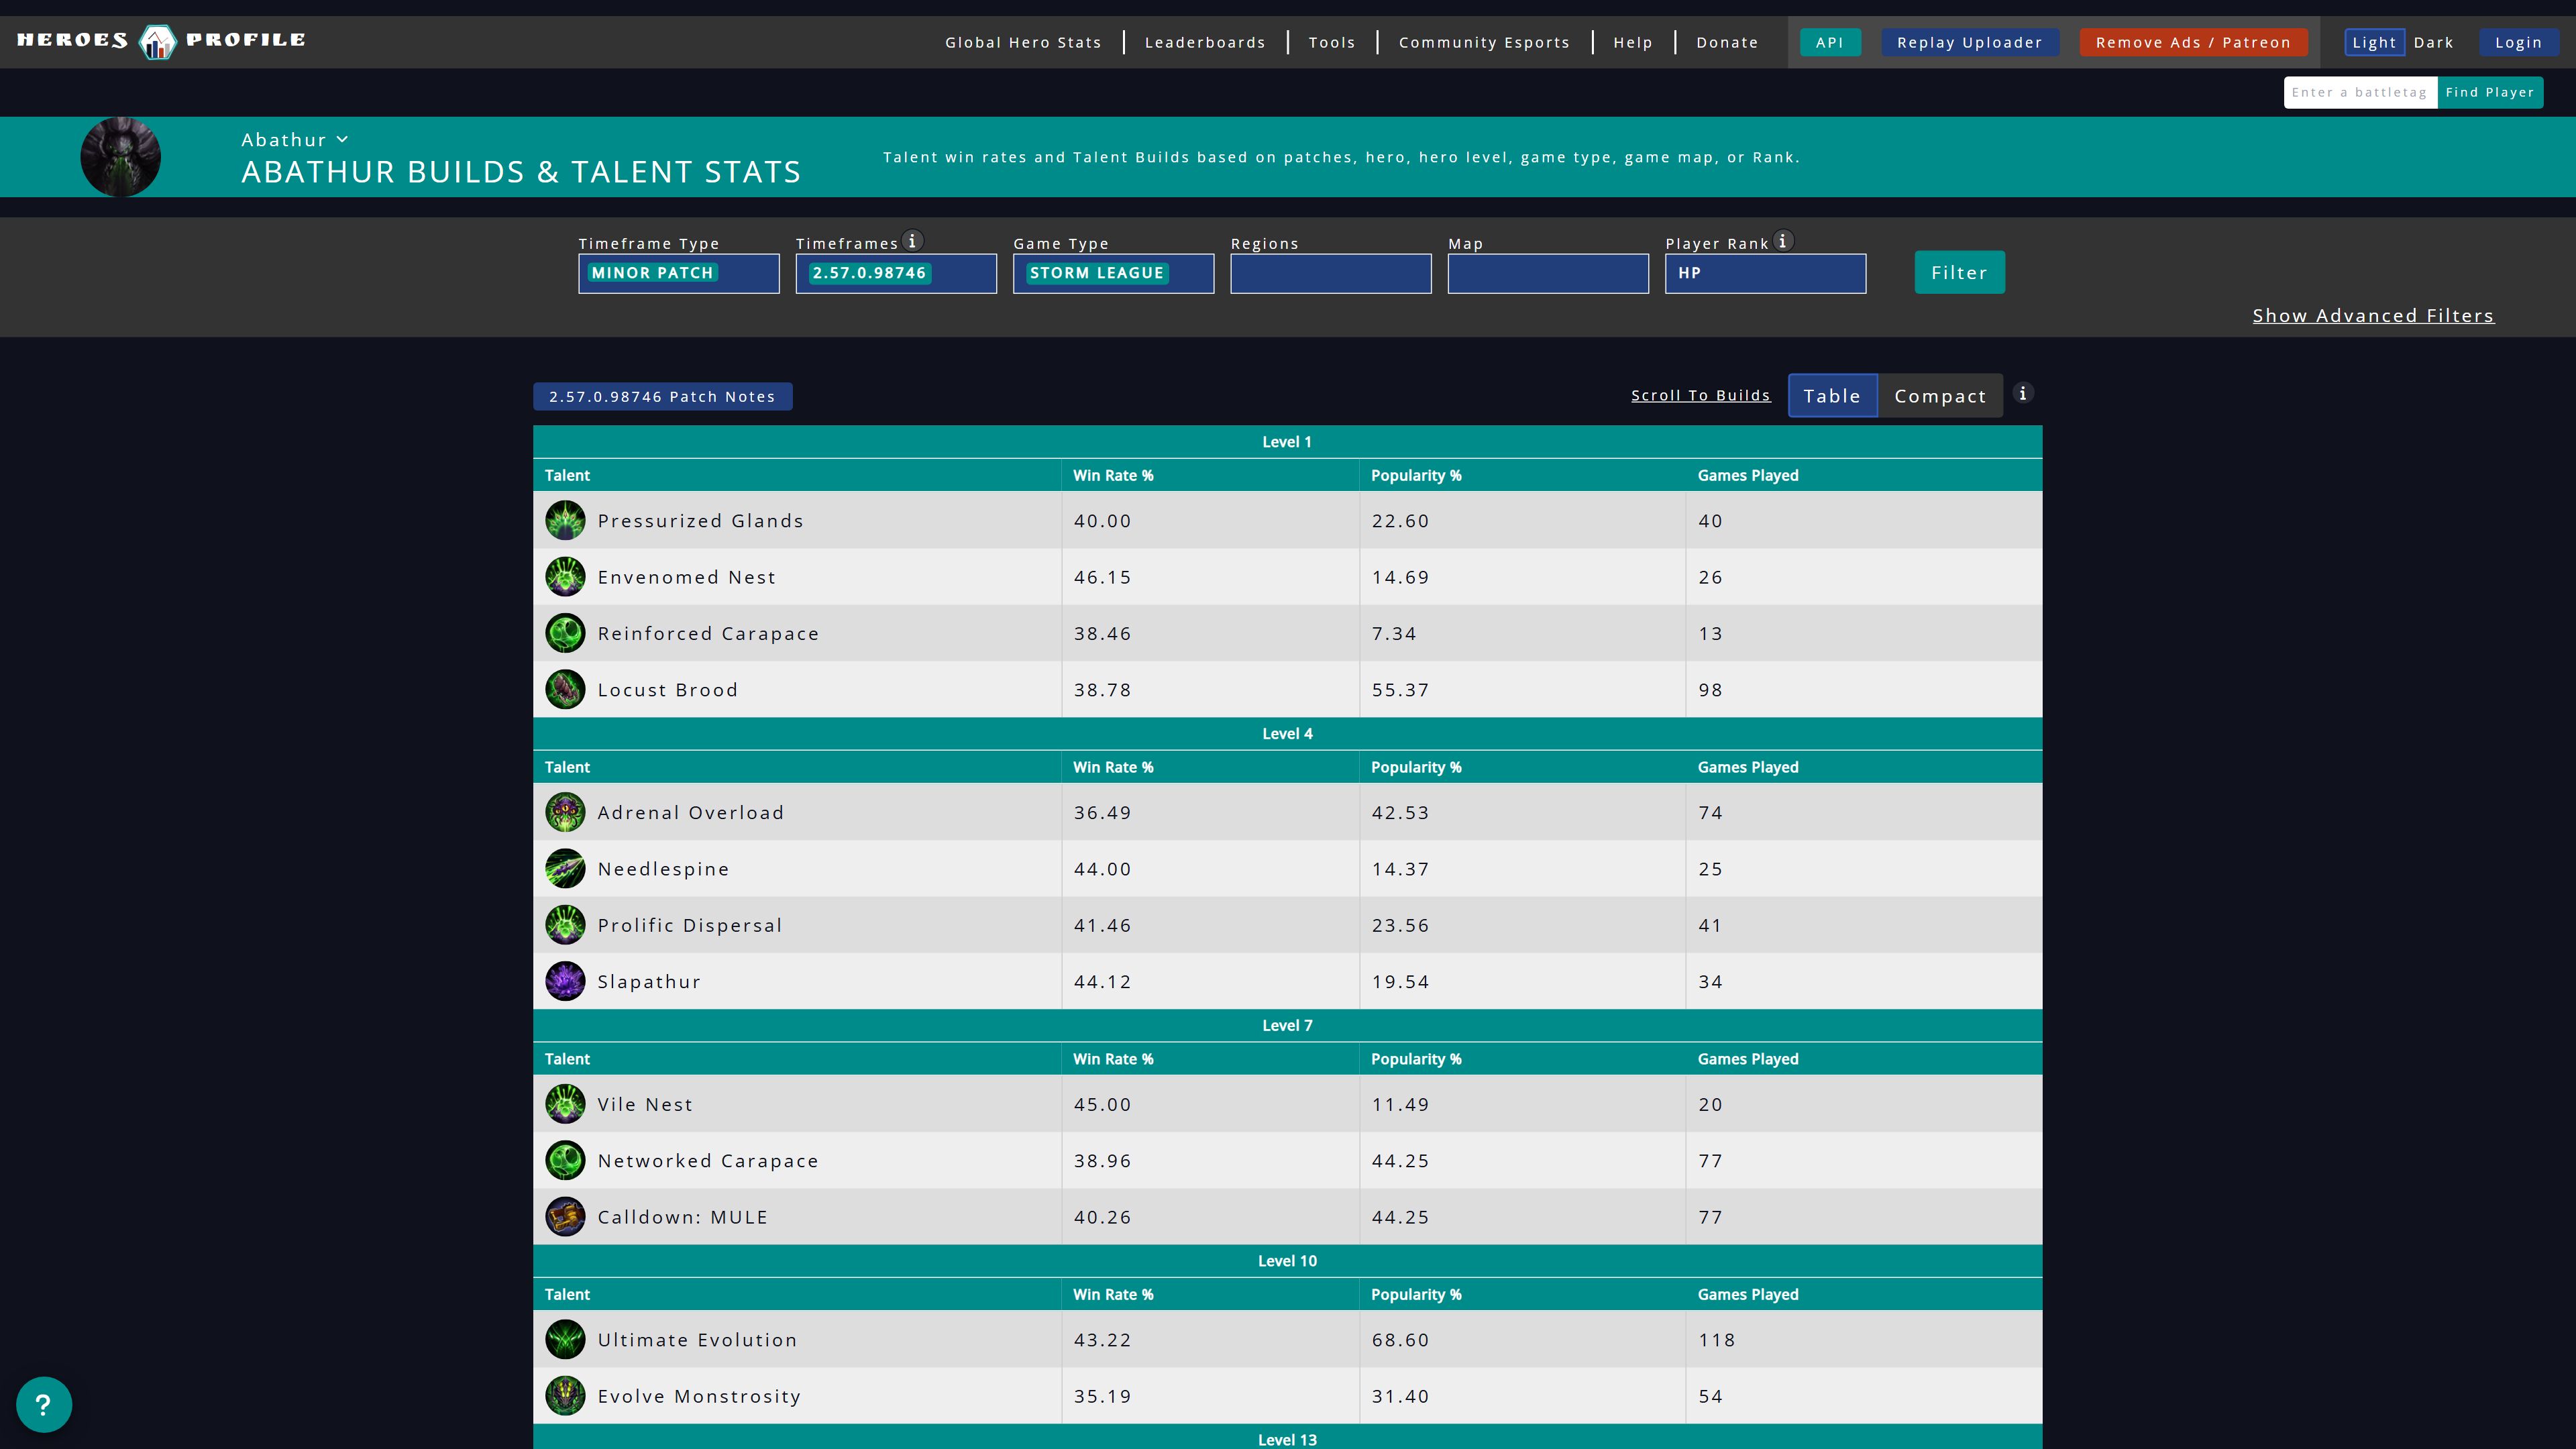 HEROES PROFILE
Global Hero Stats
Leaderboards
Tools
Community Esports
Help
Donate
API
Replay Uploader
Remove Ads / Patreon
Light
Dark
Login
Enter a battletag
Find Player
Abathur
ABATHUR BUILDS & TALENT STATS
Talent win rates and Talent Builds based on patches, hero, hero level, game type, game map, or Rank.
Timeframe Type
Timeframes
Game Type
Regions
Map
Player Rank
MINOR PATCH
2.57.0.98746
STORM LEAGUE
HP
Filter
Show Advanced Filters
2.57.0.98746 Patch Notes
Scroll To Builds
Table
Compact
Level 1
Talent Win Rate % Popularity % Games Played
Pressurized Glands 40.00 22.60 40
Envenomed Nest 46.15 14.69 26
Reinforced Carapace 38.46 7.34 13
Locust Brood 38.78 55.37 98
Level 4
Talent Win Rate % Popularity % Games Played
Adrenal Overload 36.49 42.53 74
Needlespine 44.00 14.37 25
Prolific Dispersal 41.46 23.56 41
Slapathur 44.12 19.54 34
Level 7
Talent Win Rate % Popularity % Games Played
Vile Nest 45.00 11.49 20
Networked Carapace 38.96 44.25 77
Calldown: MULE 40.26 44.25 77
Level 10
Talent Win Rate % Popularity % Games Played
Ultimate Evolution 43.22 68.60 118
Evolve Monstrosity 35.19 31.40 54
Level 13
?